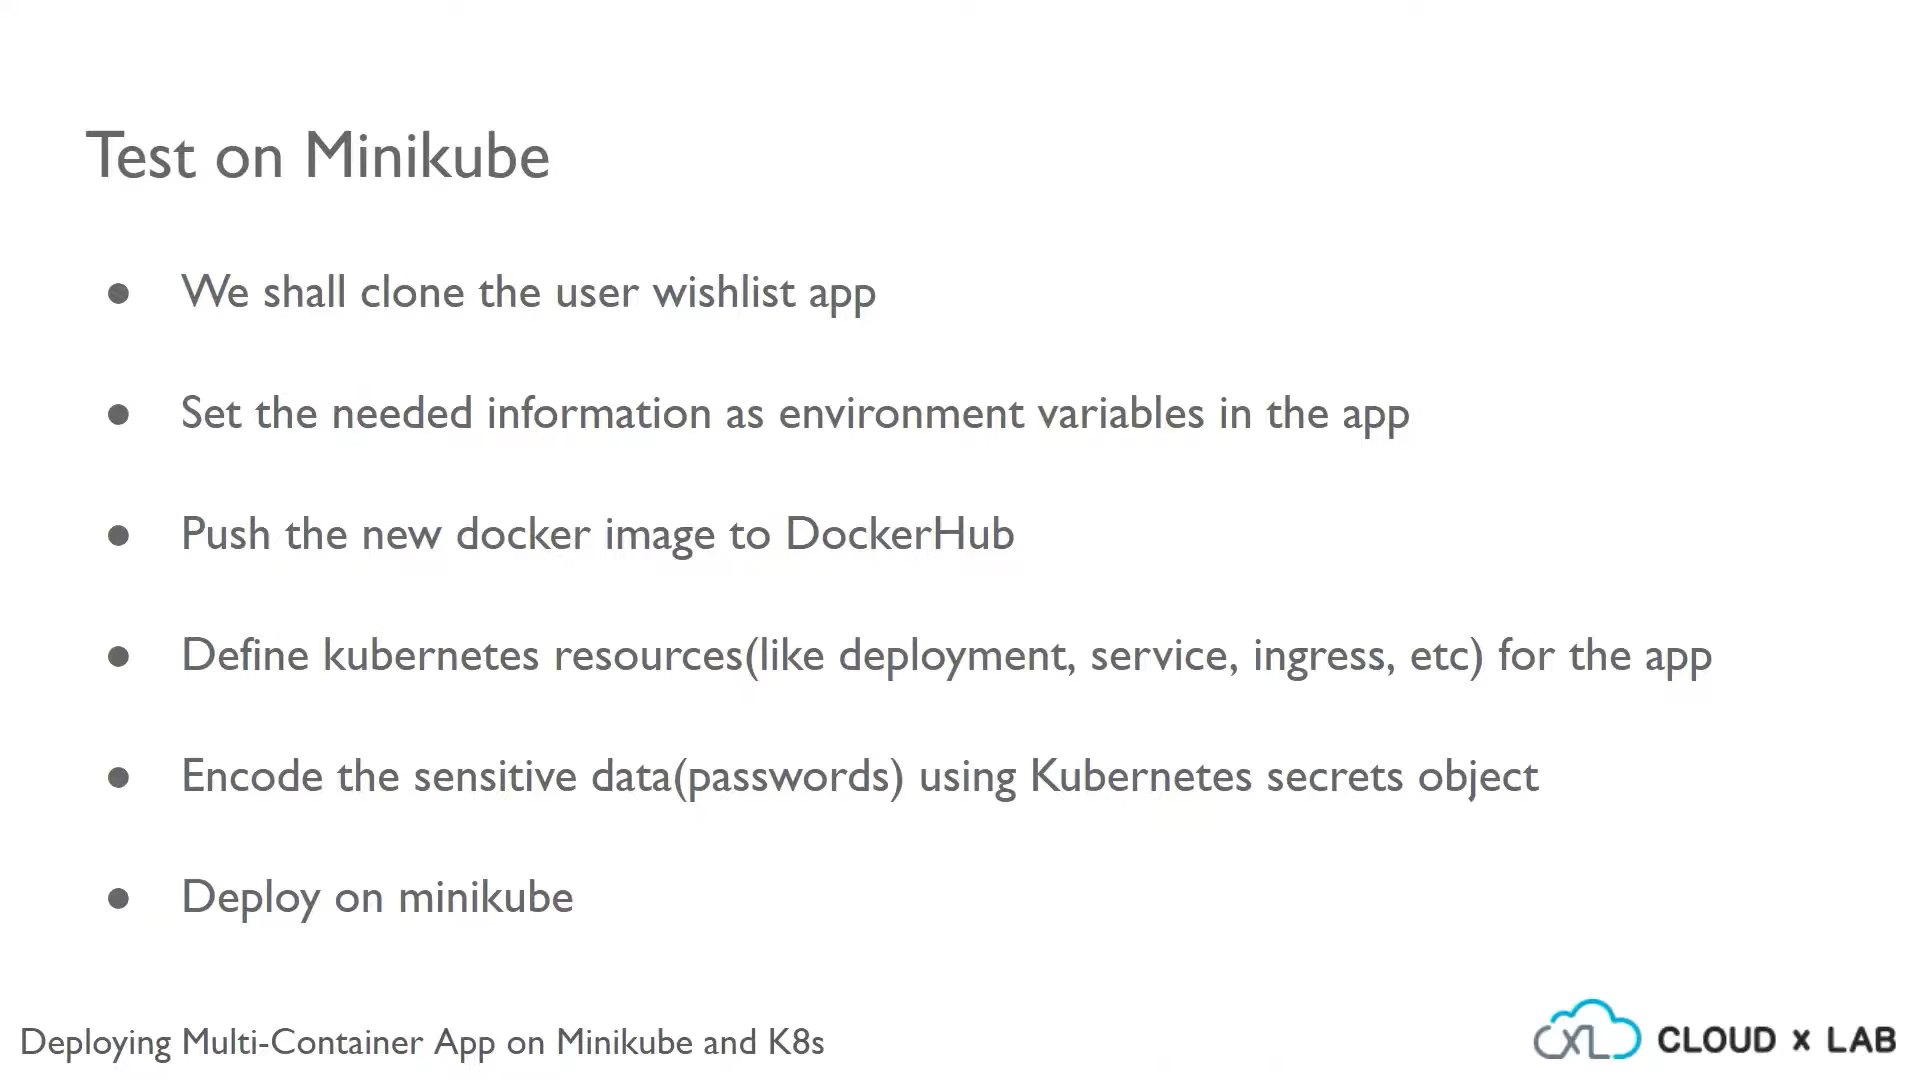 Test on Minikube
● We shall clone the user wishlist app
● Set the needed information as environment variables in the app
● Push the new docker image to DockerHub
● Define kubernetes resources(like deployment, service, ingress, etc) for the app
● Encode the sensitive data(passwords) using Kubernetes secrets object
● Deploy on minikube
Deploying Multi-Container App on Minikube and K8s
CXL CLOUD x LAB